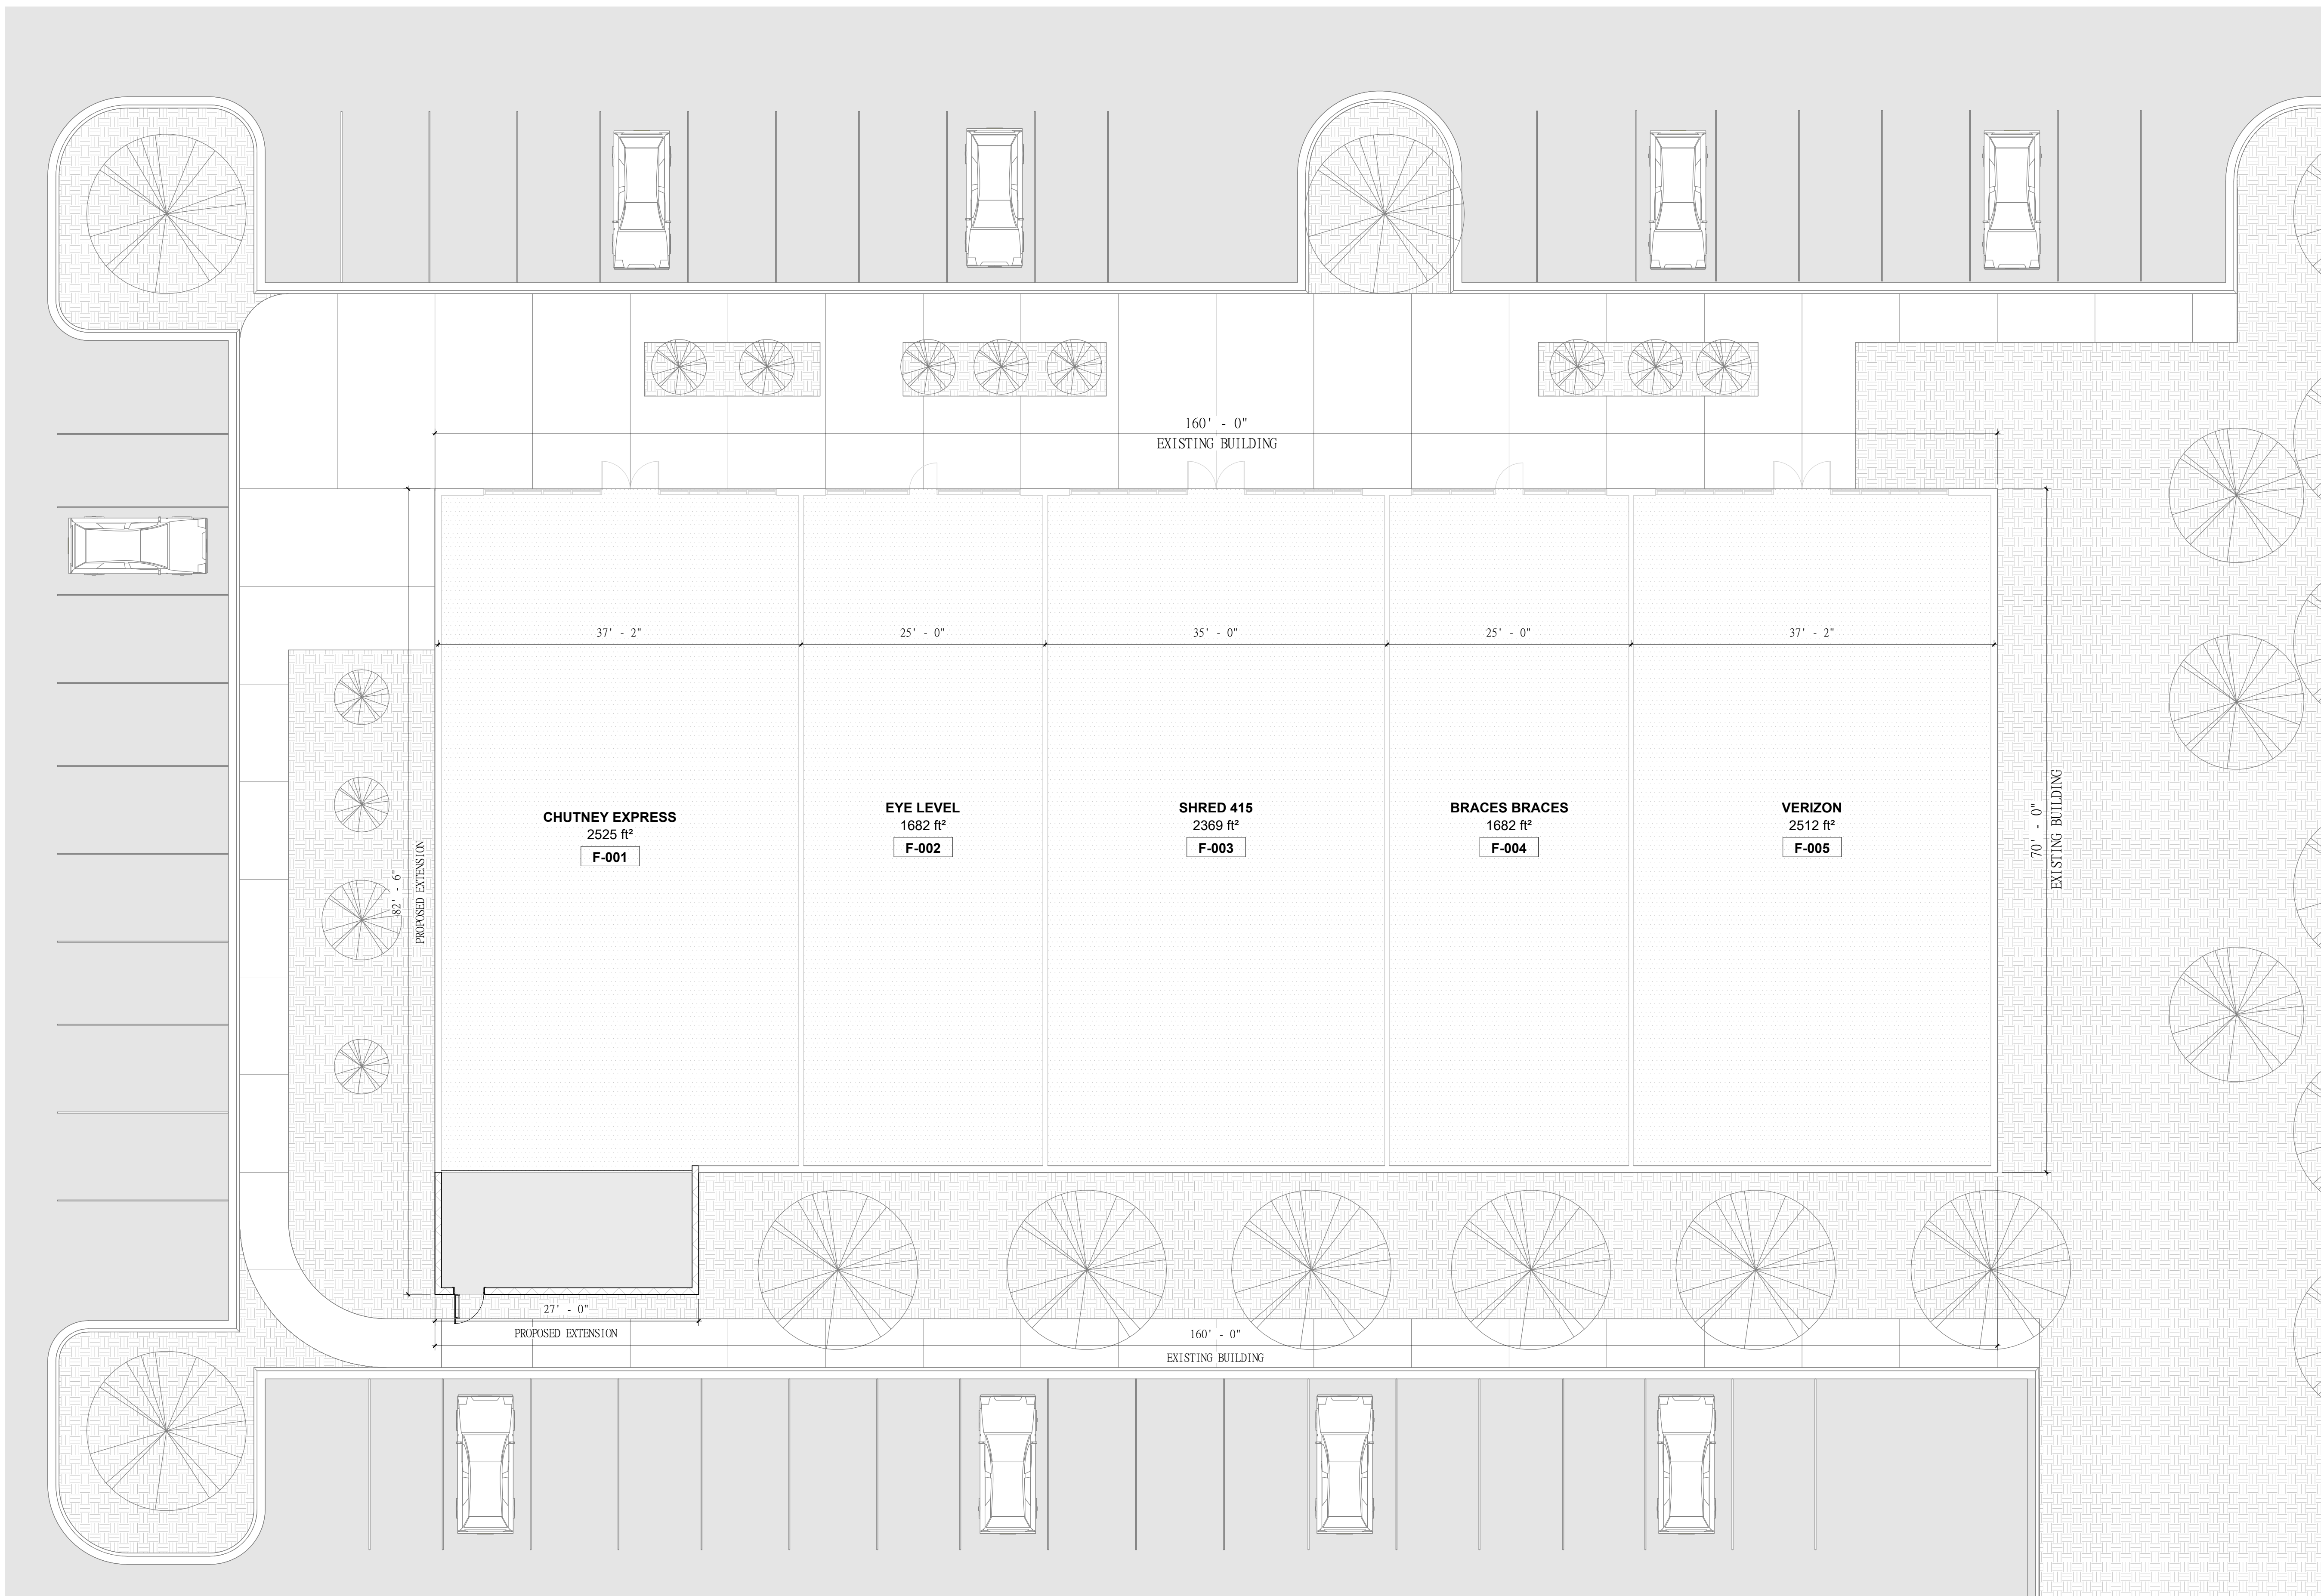 160' - 0"
EXISTING BUILDING
37' - 2"
25' - 0"
35' - 0"
25' - 0"
37' - 2"
CHUTNEY EXPRESS
2525 ft²
F-001
EYE LEVEL
1682 ft²
F-002
SHRED 415
2369 ft²
F-003
BRACES BRACES
1682 ft²
F-004
VERIZON
2512 ft²
F-005
82' - 6"
PROPOSED EXTENSION
70' - 0"
EXISTING BUILDING
27' - 0"
PROPOSED EXTENSION
160' - 0"
EXISTING BUILDING